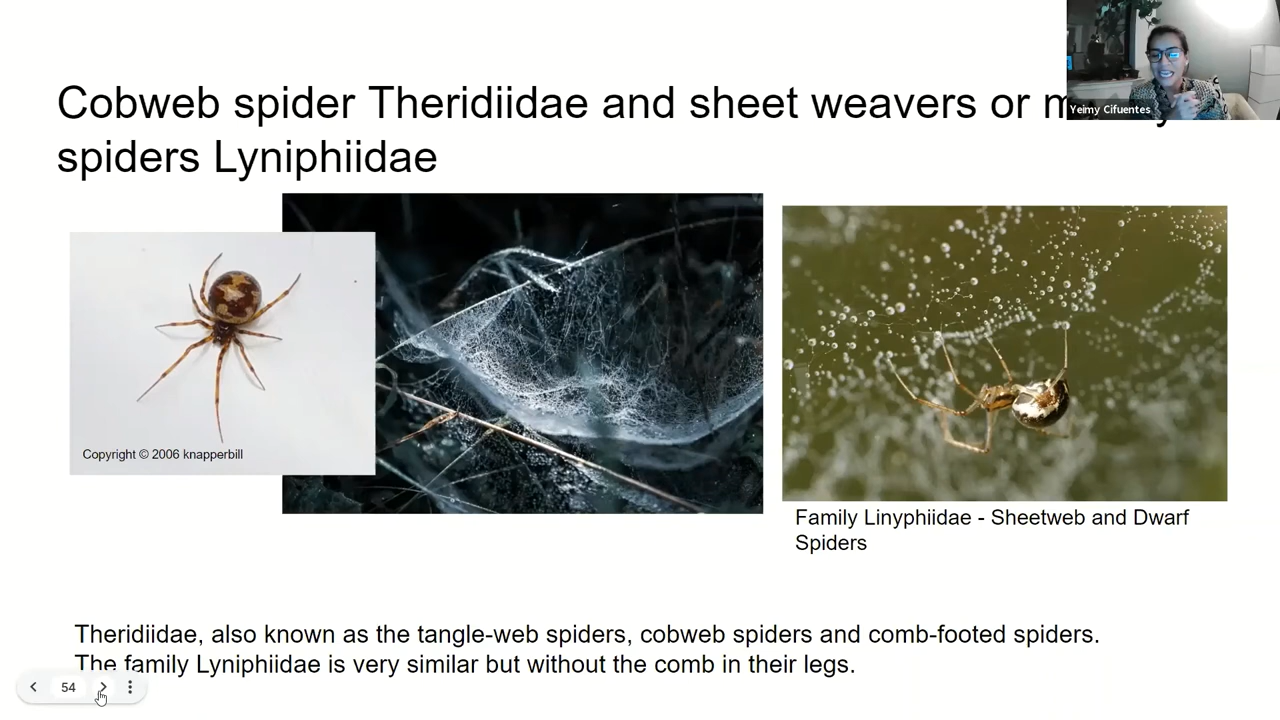 Cobweb spider Theridiidae and sheet weavers or
spiders Lyniphiidae
Yeimy Cifuentes
Copyright © 2006 knapperbill
Family Linyphiidae - Sheetweb and Dwarf
Spiders
Theridiidae, also known as the tangle-web spiders, cobweb spiders and comb-footed spiders.
The family Lyniphiidae is very similar but without the comb in their legs.
54